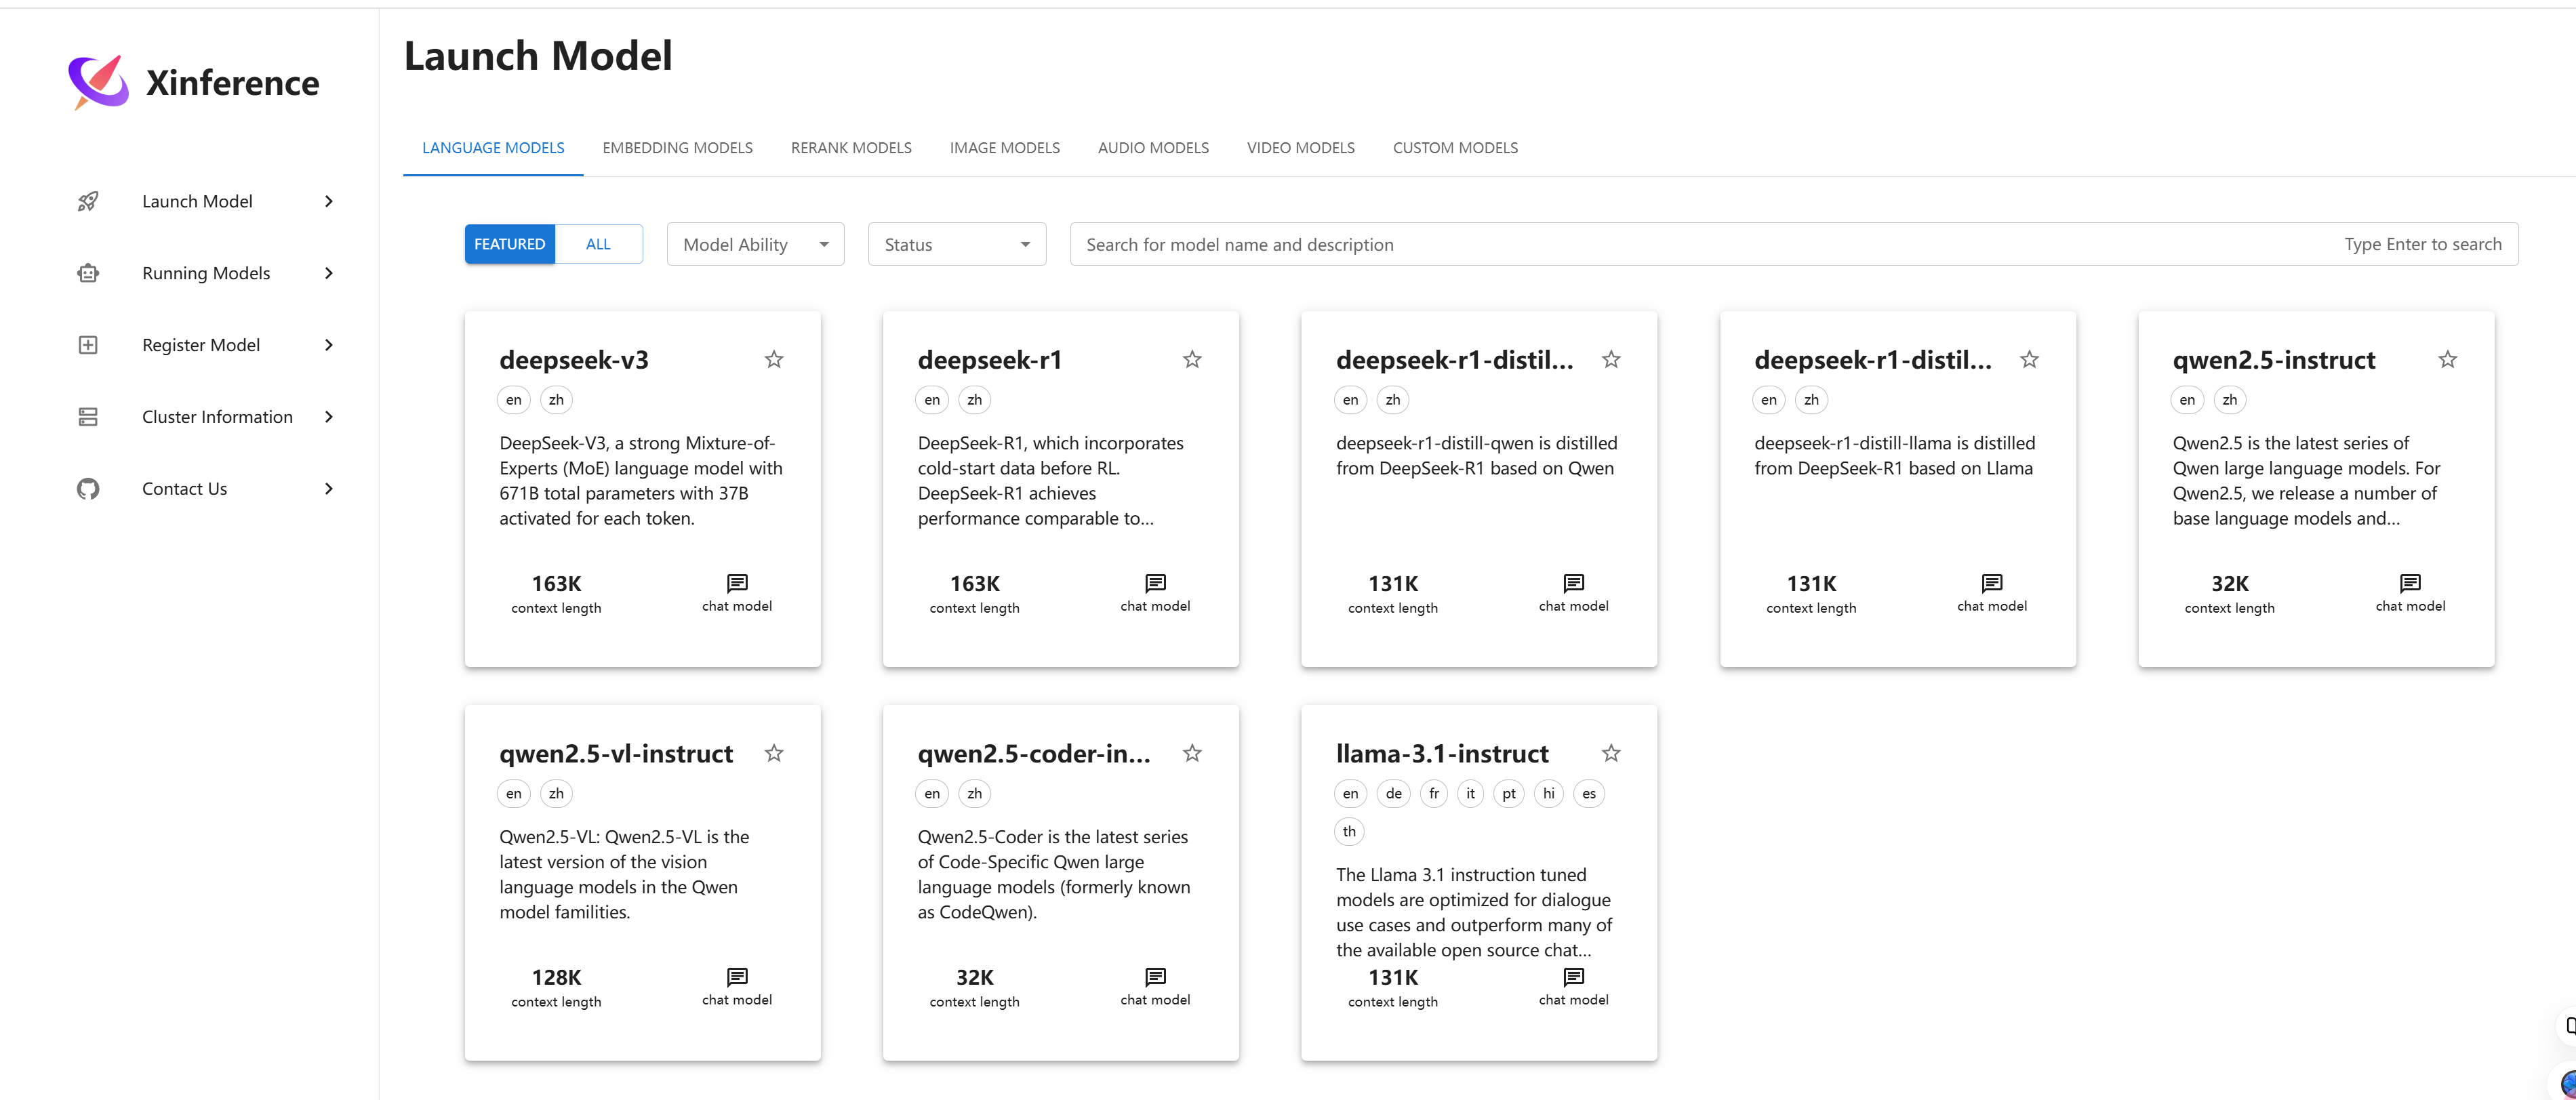 Xinference
Launch Model
Running Models
Register Model
Cluster Information
Contact Us
Launch Model
LANGUAGE MODELS EMBEDDING MODELS RERANK MODELS IMAGE MODELS AUDIO MODELS VIDEO MODELS CUSTOM MODELS
FEATURED ALL Model Ability Status Search for model name and description Type Enter to search
deepseek-v3
en zh
DeepSeek-V3, a strong Mixture-of-
Experts (MoE) language model with
671B total parameters with 37B
activated for each token.
163K
context length
chat model
deepseek-r1
en zh
DeepSeek-R1, which incorporates
cold-start data before RL.
DeepSeek-R1 achieves
performance comparable to...
163K
context length
chat model
deepseek-r1-distil...
en zh
deepseek-r1-distill-qwen is distilled
from DeepSeek-R1 based on Qwen
131K
context length
chat model
deepseek-r1-distil...
en zh
deepseek-r1-distill-llama is distilled
from DeepSeek-R1 based on Llama
131K
context length
chat model
qwen2.5-instruct
en zh
Qwen2.5 is the latest series of
Qwen large language models. For
Qwen2.5, we release a number of
base language models and...
32K
context length
chat model
qwen2.5-vl-instruct
en zh
Qwen2.5-VL: Qwen2.5-VL is the
latest version of the vision
language models in the Qwen
model familities.
128K
context length
chat model
qwen2.5-coder-in...
en zh
Qwen2.5-Coder is the latest series
of Code-Specific Qwen large
language models (formerly known
as CodeQwen).
32K
context length
chat model
llama-3.1-instruct
en de fr it pt hi es
th
The Llama 3.1 instruction tuned
models are optimized for dialogue
use cases and outperform many of
the available open source chat...
131K
context length
chat model